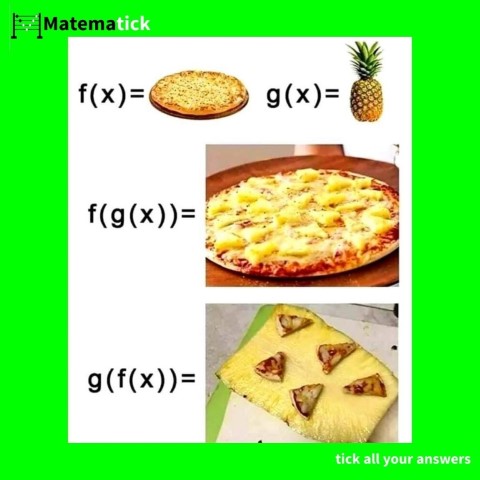 Matematick
f(x)= g(x)=
f(g(x))=
g(f(x))=
tick all your answers